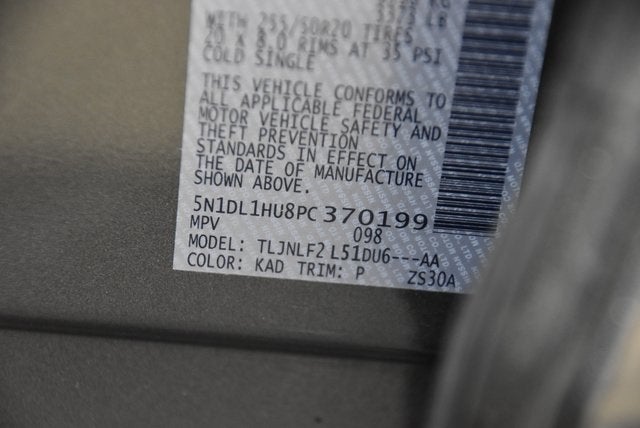 WITH 255/50R20 TIRES
20 X 8.0 RIMS AT 35 PSI
COLD SINGLE
THIS VEHICLE CONFORMS TO
ALL APPLICABLE FEDERAL
MOTOR VEHICLE SAFETY AND
THEFT PREVENTION
STANDARDS IN EFFECT ON
THE DATE OF MANUFACTURE
SHOWN ABOVE.
5N1DL1HU8PC370199
MPV 098
MODEL: TLJNLF2 L51DU6---AA
COLOR: KAD TRIM: P ZS30A